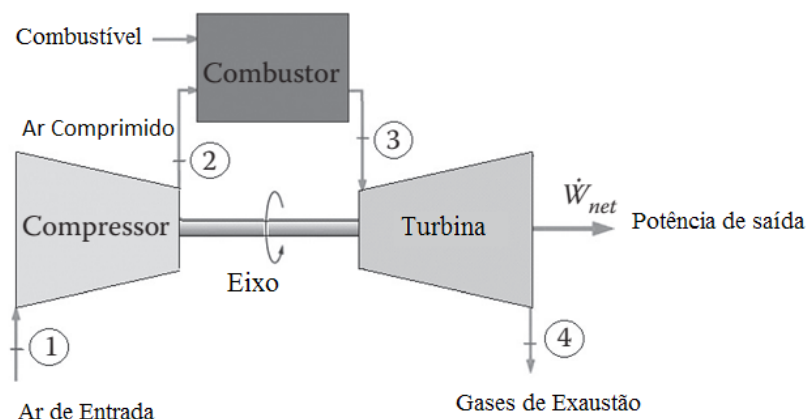 Combustível
Combustor
Ar Comprimido
2
3
Compressor
Turbina
Ẇnet
Potência de saída
Eixo
1
4
Ar de Entrada
Gases de Exaustão